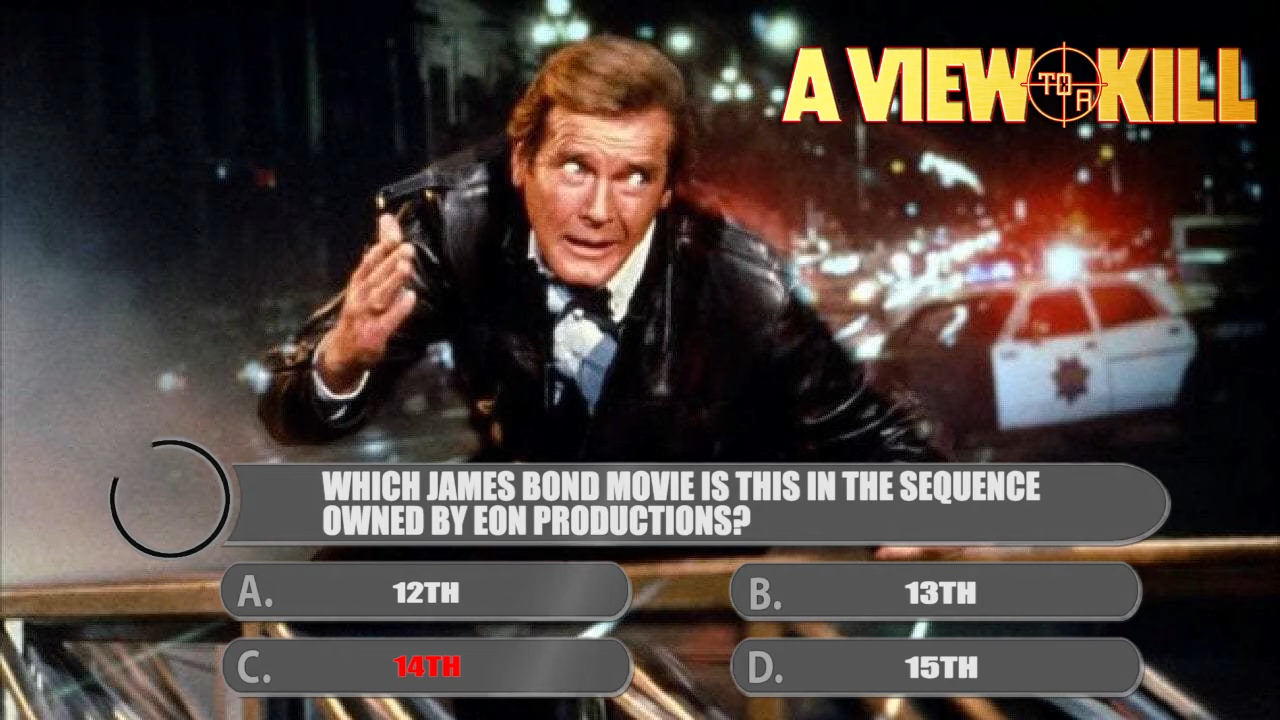 A VIEW TO A KILL
WHICH JAMES BOND MOVIE IS THIS IN THE SEQUENCE
OWNED BY EON PRODUCTIONS?
A. 12TH
B. 13TH
C. 14TH
D. 15TH